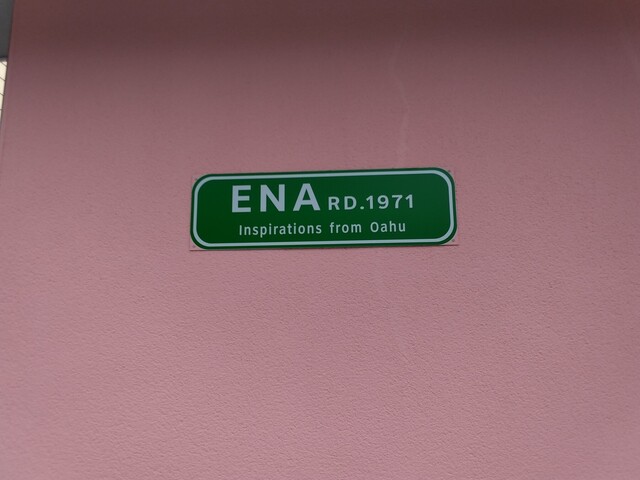 ENA RD.1971
Inspirations from Oahu